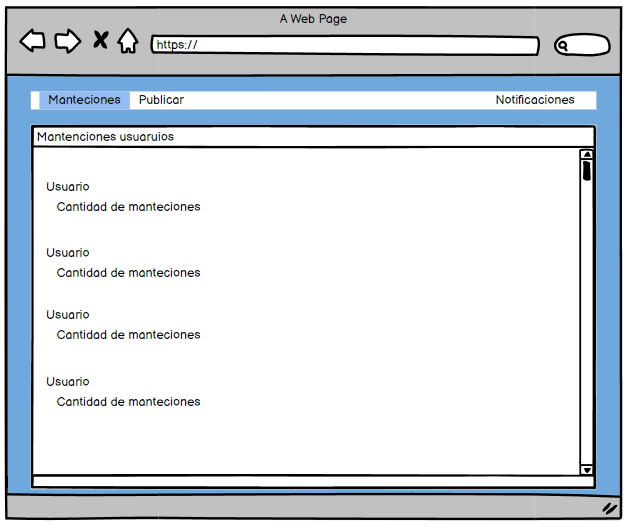 A Web Page
https://
Manteciones Publicar Notificaciones
Mantenciones usuaruios
Usuario
Cantidad de manteciones
Usuario
Cantidad de manteciones
Usuario
Cantidad de manteciones
Usuario
Cantidad de manteciones